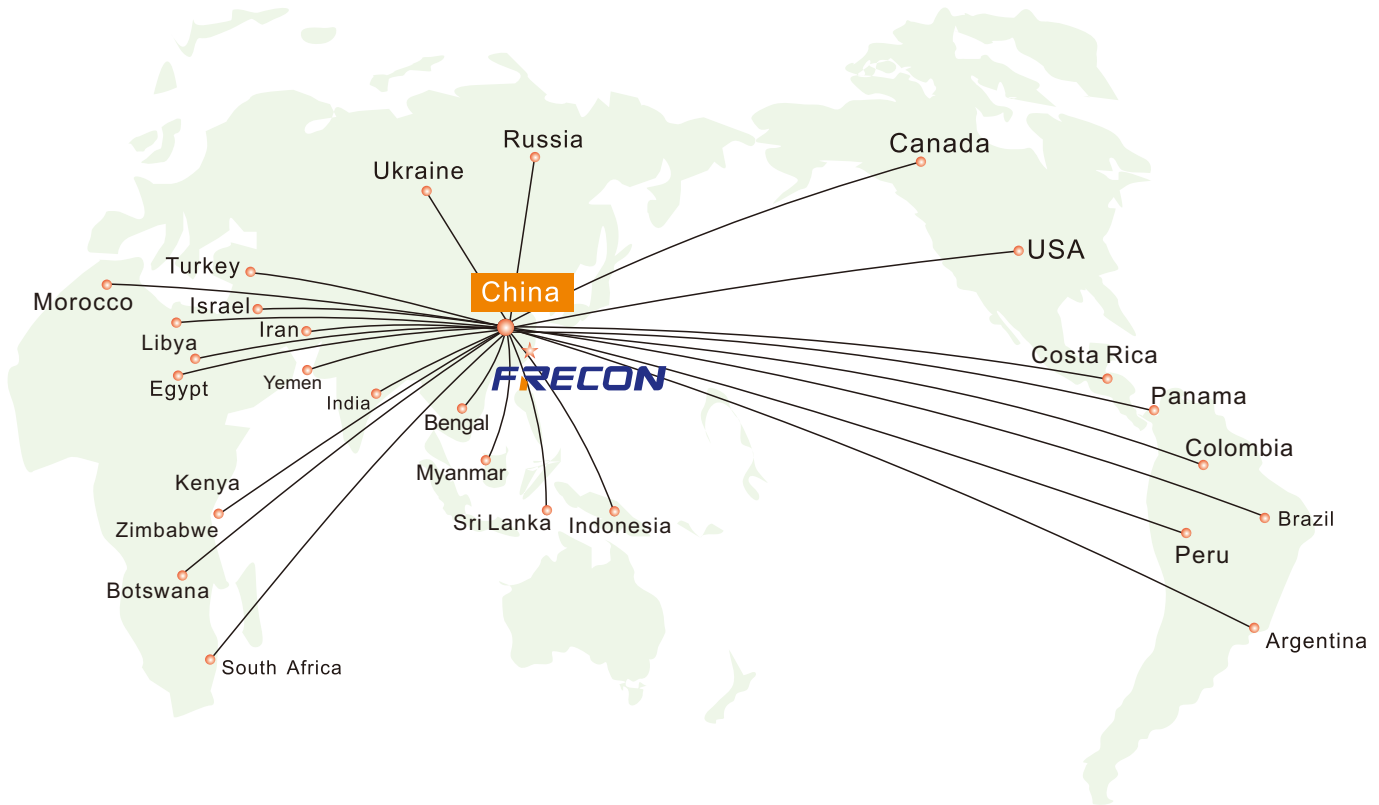 Russia
Canada
Ukraine
USA
Turkey
China
Morocco
Israel
Iran
Libya
Costa Rica
FRECON
Egypt
Yemen
India
Panama
Bengal
Colombia
Myanmar
Kenya
Sri Lanka
Indonesia
Brazil
Zimbabwe
Peru
Botswana
Argentina
South Africa